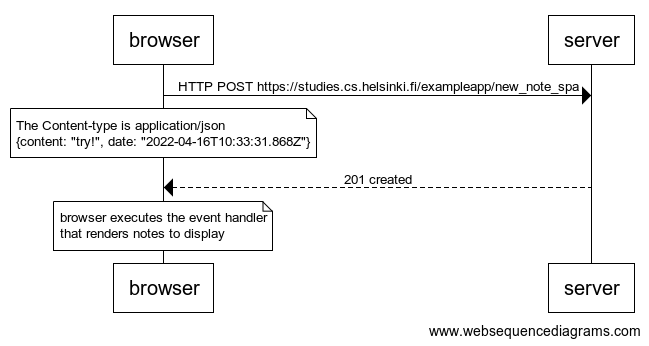 browser
server
HTTP POST https://studies.cs.helsinki.fi/exampleapp/new_note_spa
The Content-type is application/json
{content: "try!", date: "2022-04-16T10:33:31.868Z"}
201 created
browser executes the event handler
that renders notes to display
browser
server
www.websequencediagrams.com